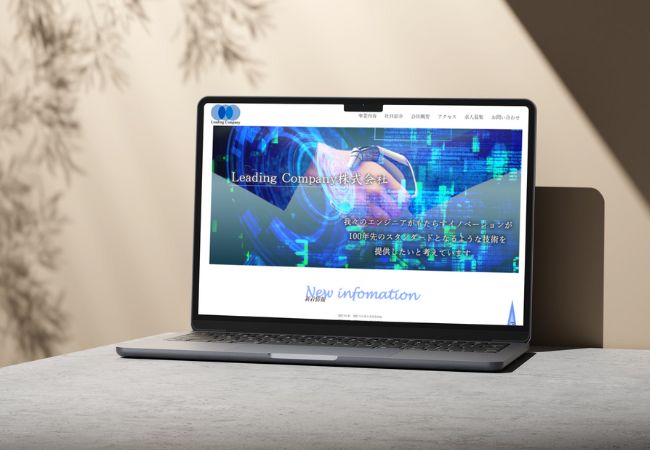 Leading Company
事業内容 社員紹介 会社概要 アクセス 求人募集 お問い合わせ
Leading Company株式会社
我々のエンジニアがもたらすイノベーションが
100年先のスタンダードとなるような技術を
提供したいと考えています
New infomation
新着情報